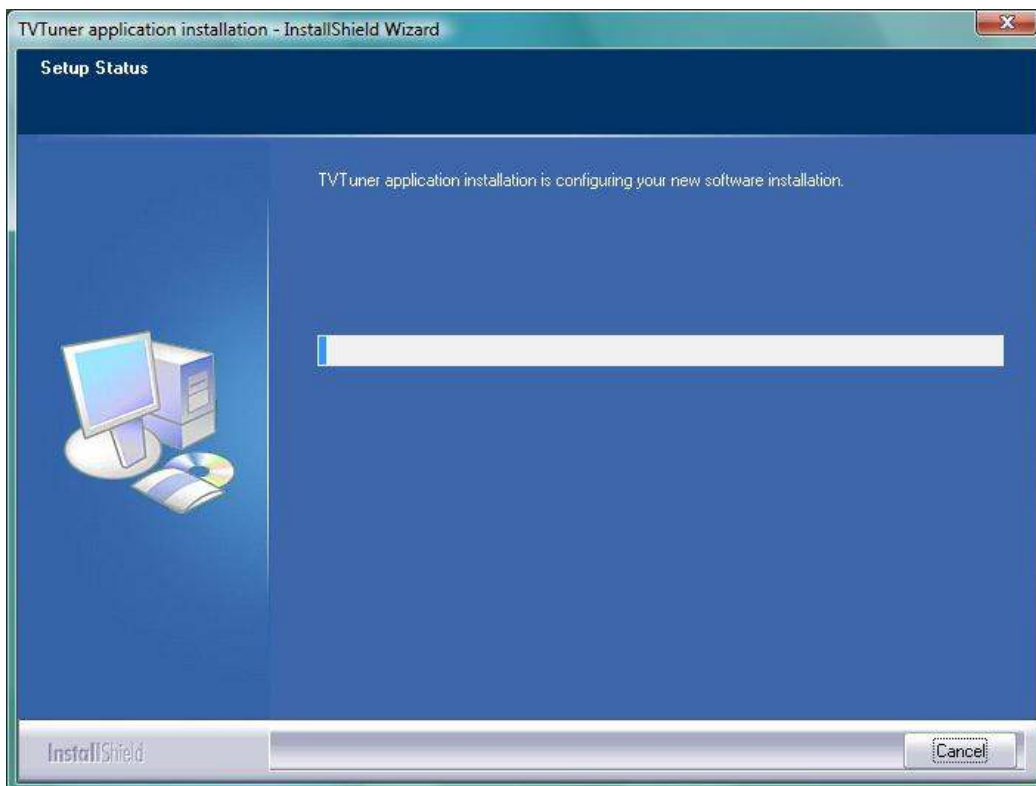 TVTuner application installation - InstallShield Wizard
Setup Status
TVTuner application installation is configuring your new software installation.
InstallShield
Cancel